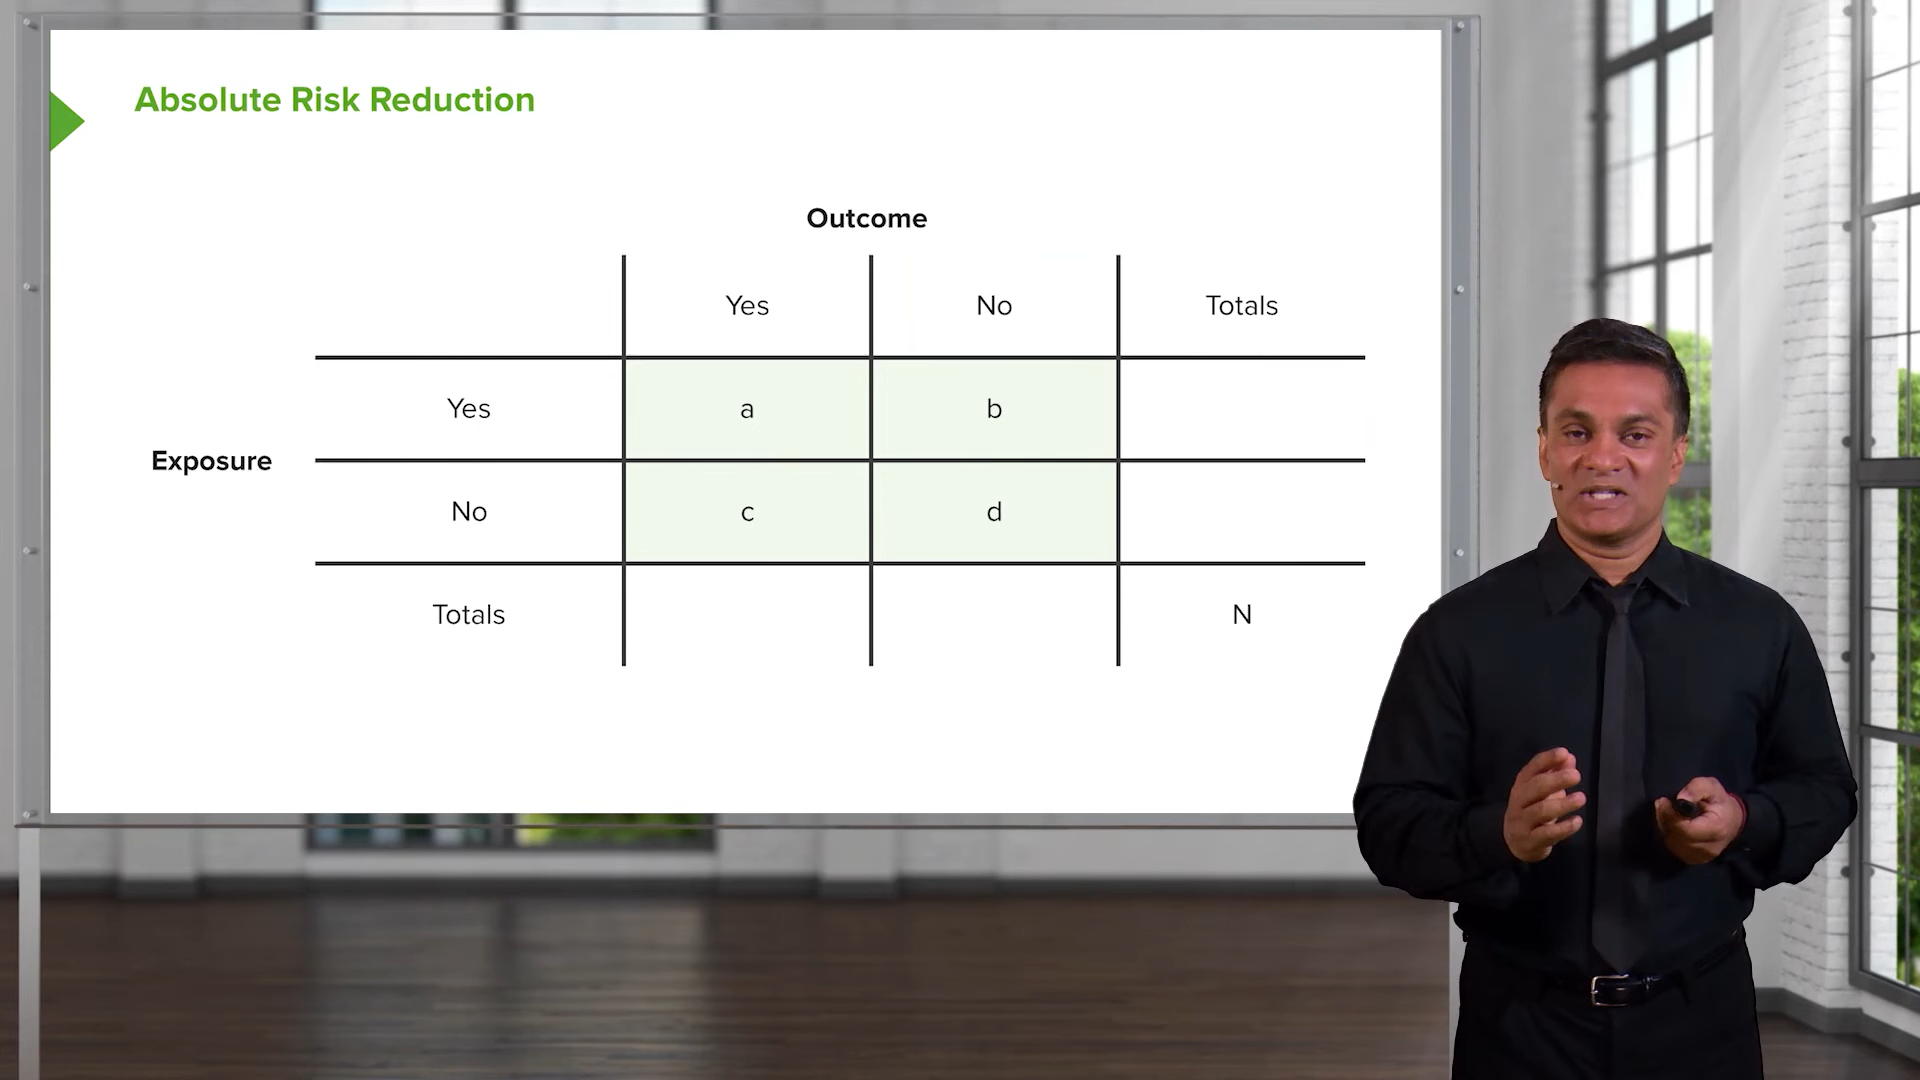 Absolute Risk Reduction
Outcome
Yes No Totals
Yes a b
Exposure
No c d
Totals N